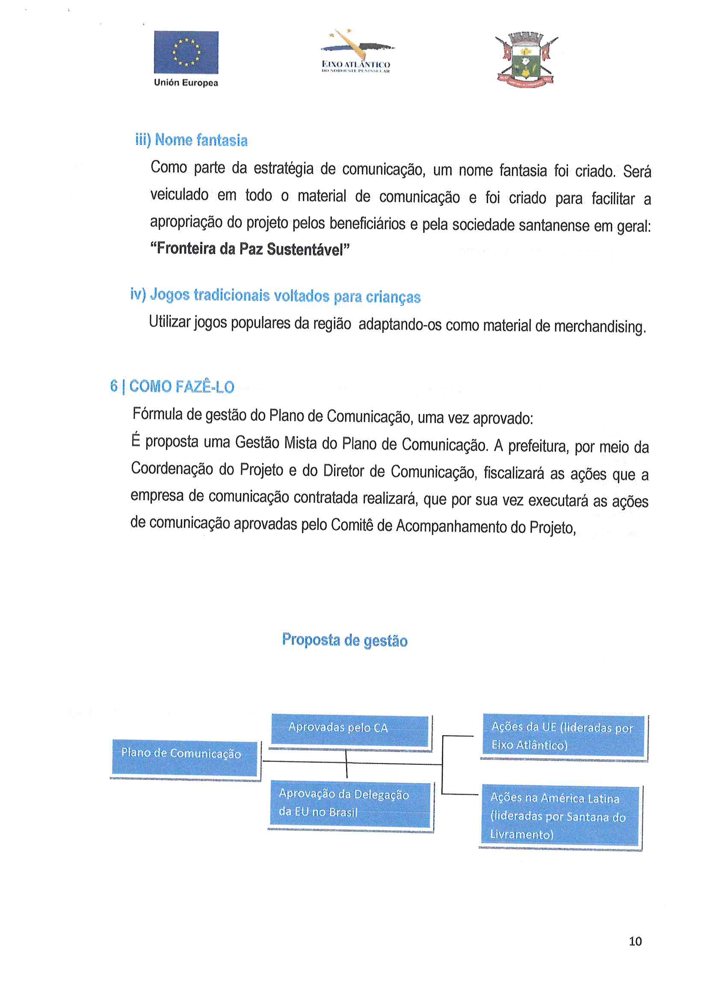 Unión Europea
EIXO ATLÂNTICO
DO NOROESTE PENINSULAR
iii) Nome fantasia
Como parte da estratégia de comunicação, um nome fantasia foi criado. Será
veiculado em todo o material de comunicação e foi criado para facilitar a
apropriação do projeto pelos beneficiários e pela sociedade santanense em geral:
“Fronteira da Paz Sustentável”
iv) Jogos tradicionais voltados para crianças
Utilizar jogos populares da região adaptando-os como material de merchandising.
6 | COMO FAZÊ-LO
Fórmula de gestão do Plano de Comunicação, uma vez aprovado:
É proposta uma Gestão Mista do Plano de Comunicação. A prefeitura, por meio da
Coordenação do Projeto e do Diretor de Comunicação, fiscalizará as ações que a
empresa de comunicação contratada realizará, que por sua vez executará as ações
de comunicação aprovadas pelo Comitê de Acompanhamento do Projeto,
Proposta de gestão
Plano de Comunicação
Aprovadas pelo CA
Aprovação da Delegação
da EU no Brasil
Ações da UE (lideradas por
Eixo Atlântico)
Ações na América Latina
(lideradas por Santana do
Livramento)
10